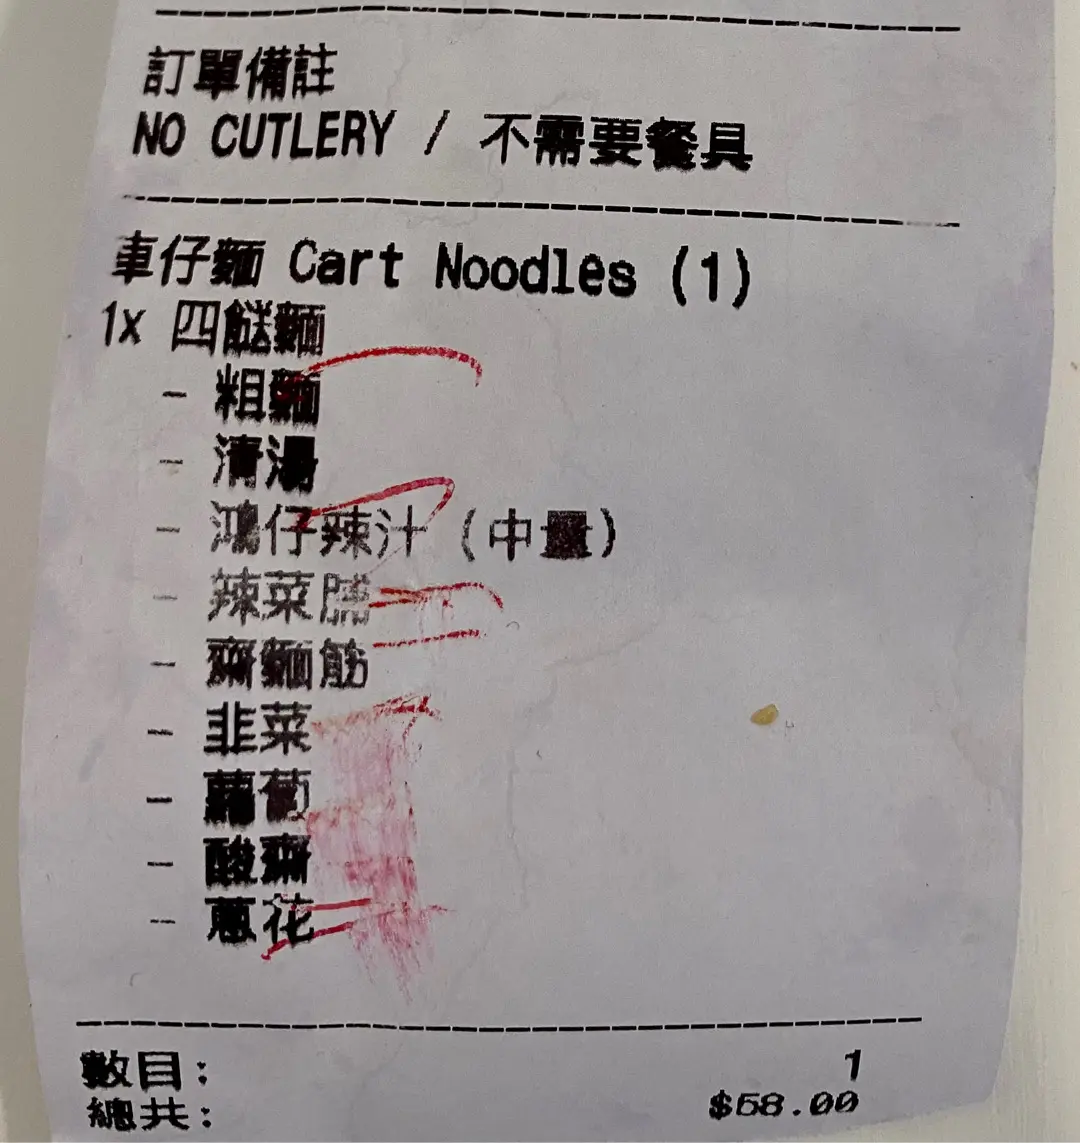 訂單備註
NO CUTLERY / 不需要餐具
車仔麵 Cart Noodles (1)
1x 四餸麵
- 粗麵
- 清湯
- 鴻仔辣汁 (中量)
- 辣菜脯
- 齋麵筋
- 韭菜
- 蘿蔔
- 酸齋
- 蔥花
數目: 1
總共: $58.00